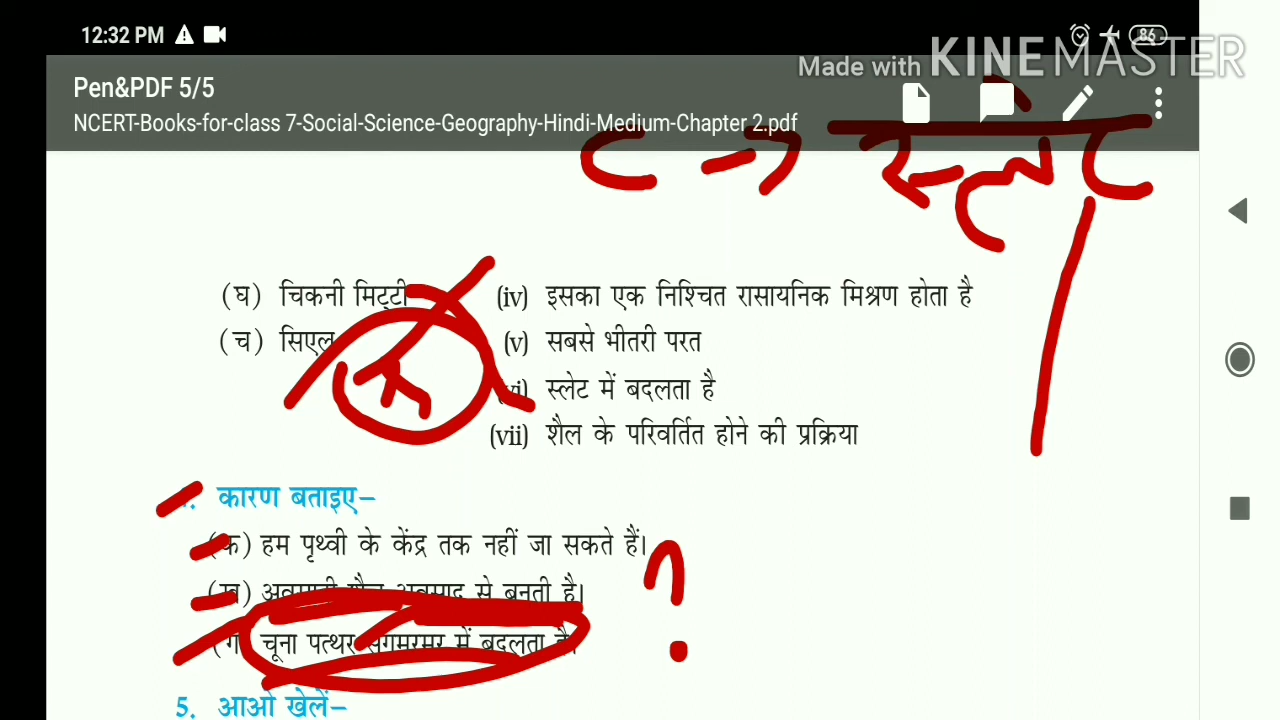 12:32 PM
86
Made with KINEMASTER
Pen&PDF 5/5
NCERT-Books-for-class 7-Social-Science-Geography-Hindi-Medium-Chapter 2.pdf
स्लेट
(घ) चिकनी मिट्टी (iv) इसका एक निश्चित रासायनिक मिश्रण होता है
(च) सिएल (v) सबसे भीतरी परत
(vi) स्लेट में बदलता है
(vii) शैल के परिवर्तित होने की प्रक्रिया
कारण बताइए–
(क) हम पृथ्वी के केंद्र तक नहीं जा सकते हैं।
(ख) अवसादी शैल अवसाद से बनती है।
(ग) चूना पत्थर संगमरमर में बदलता है।
?
5. आओ खेलें–